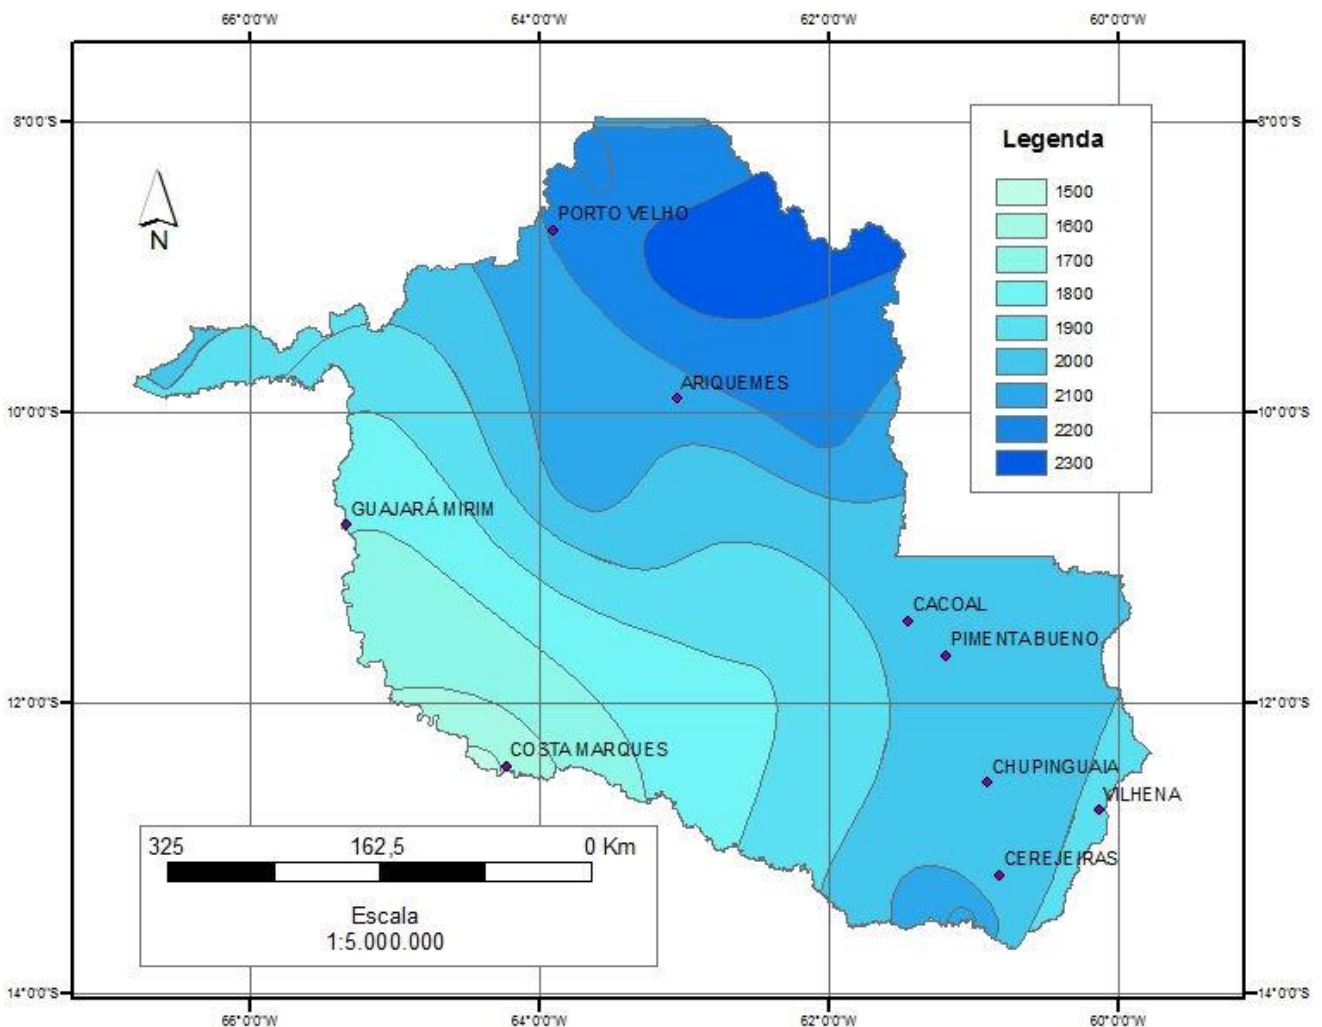 66°0'0"W 64°0'0"W 62°0'0"W 60°0'0"W
8°0'0"S 8°0'0"S
Legenda
1500
1600
1700
1800
1900
2000
2100
2200
2300
N
PORTO VELHO
ARIQUEMES
10°0'0"S 10°0'0"S
GUAJARÁ MIRIM
CACOAL
PIMENTA BUENO
12°0'0"S 12°0'0"S
COSTA MARQUES
CHUPINGUAIA
VILHENA
CEREJEIRAS
325 162,5 0 Km
Escala
1:5.000.000
14°0'0"S 14°0'0"S
66°0'0"W 64°0'0"W 62°0'0"W 60°0'0"W